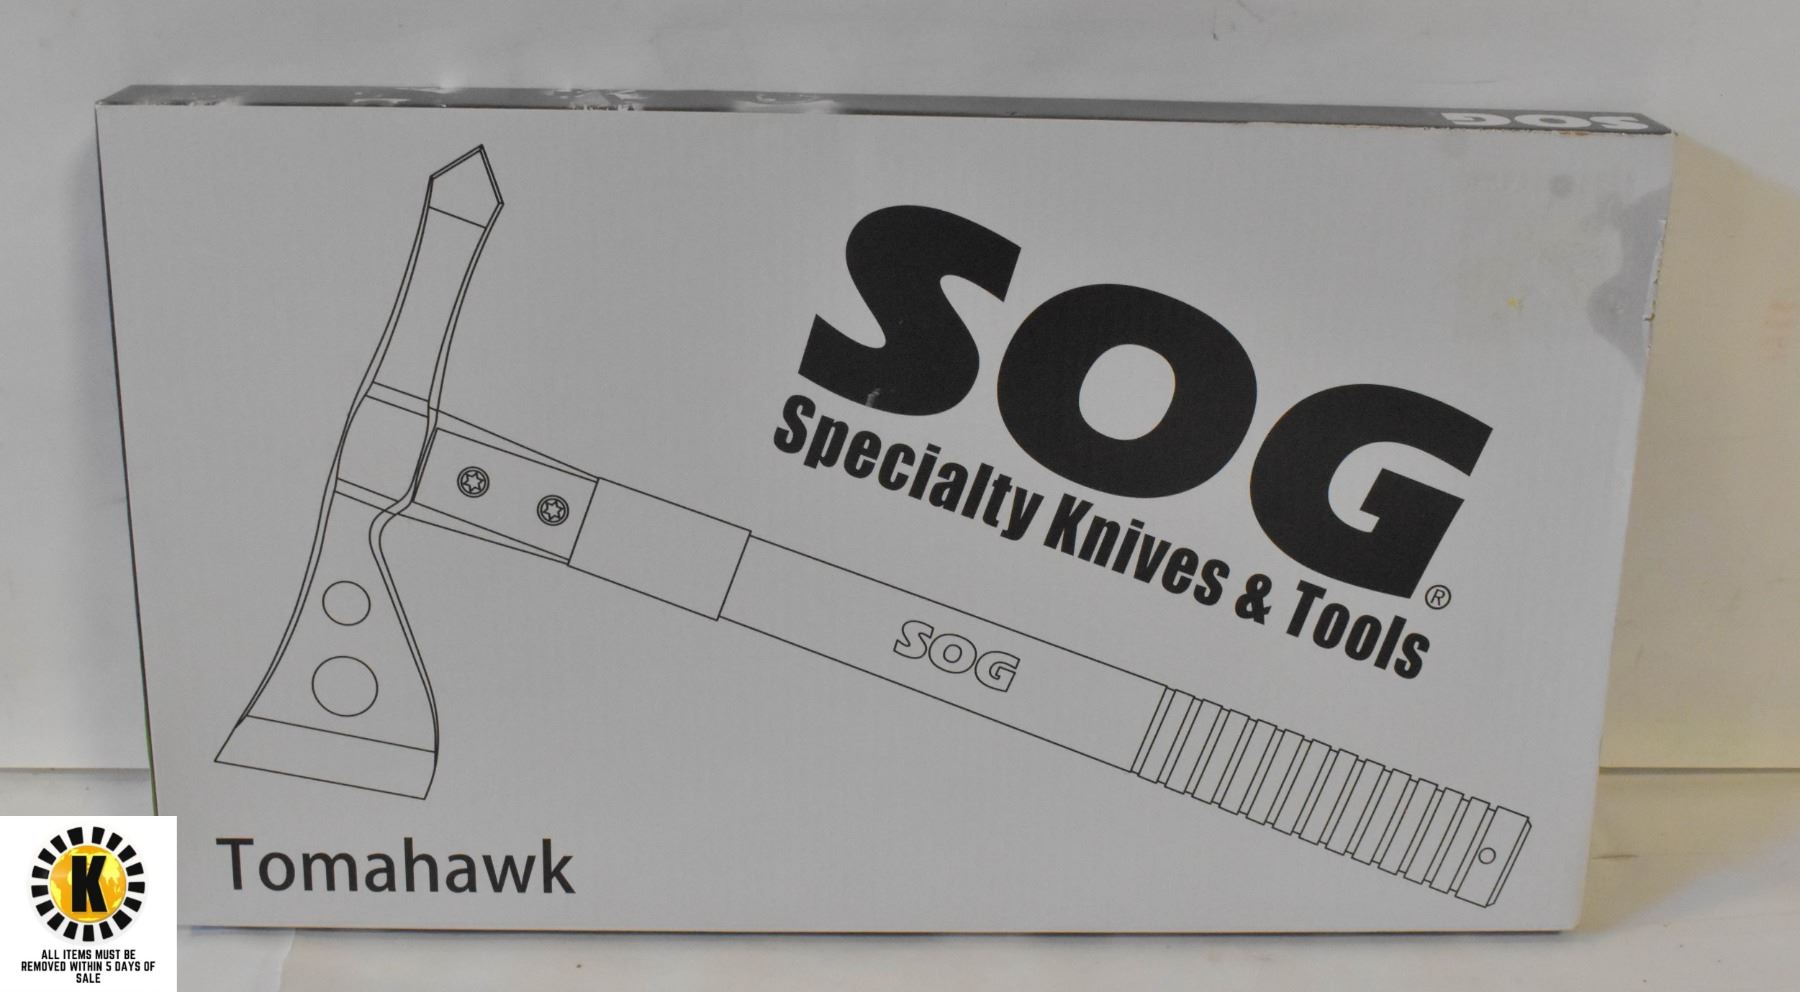 SOG
SOG®
Specialty Knives & Tools
SOG
Tomahawk
K
ALL ITEMS MUST BE
REMOVED WITHIN 5 DAYS OF
SALE